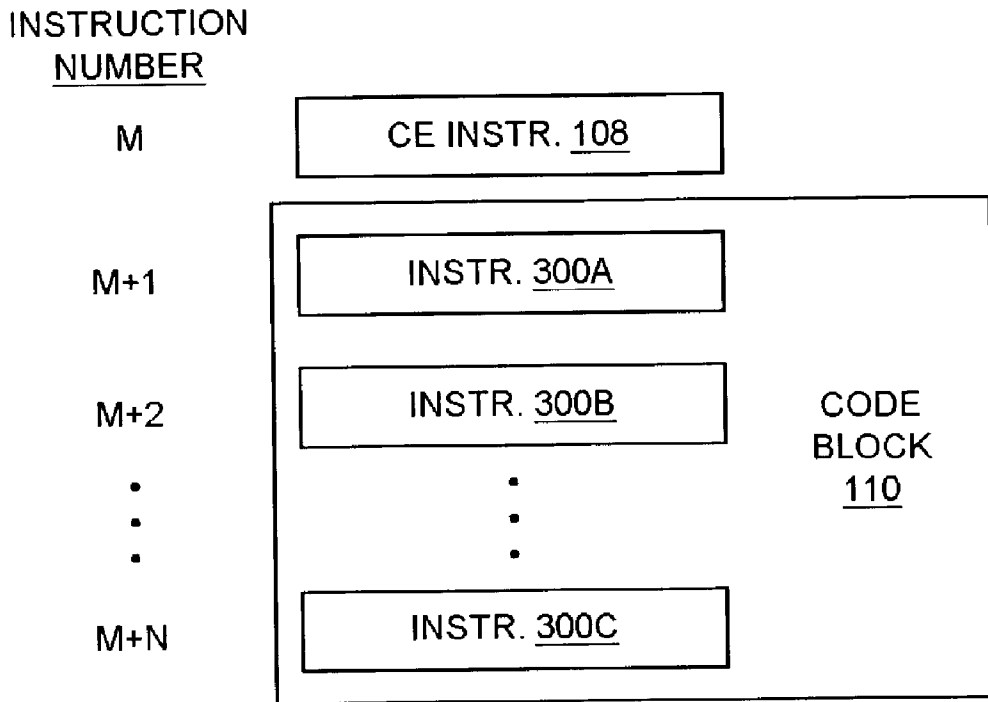 INSTRUCTION
NUMBER
M
CE INSTR. 108
M+1
INSTR. 300A
M+2
INSTR. 300B
CODE
BLOCK
110
M+N
INSTR. 300C